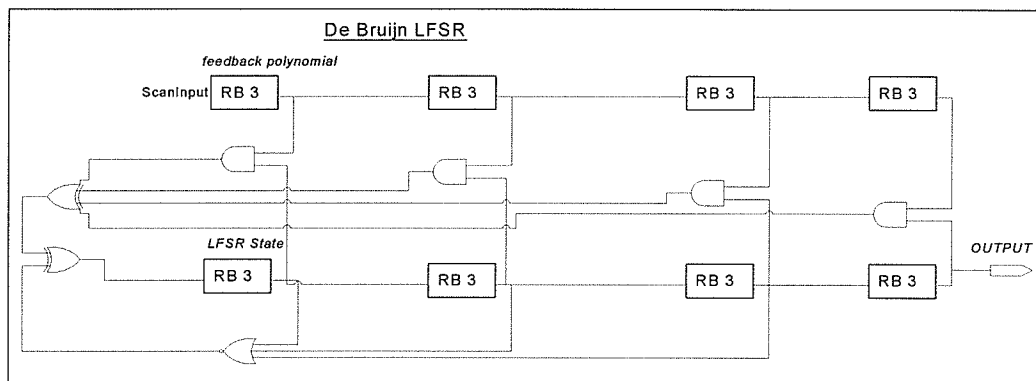 De Bruijn LFSR
feedback polynomial
ScanInput RB 3 RB 3 RB 3 RB 3
LFSR State
OUTPUT
RB 3 RB 3 RB 3 RB 3